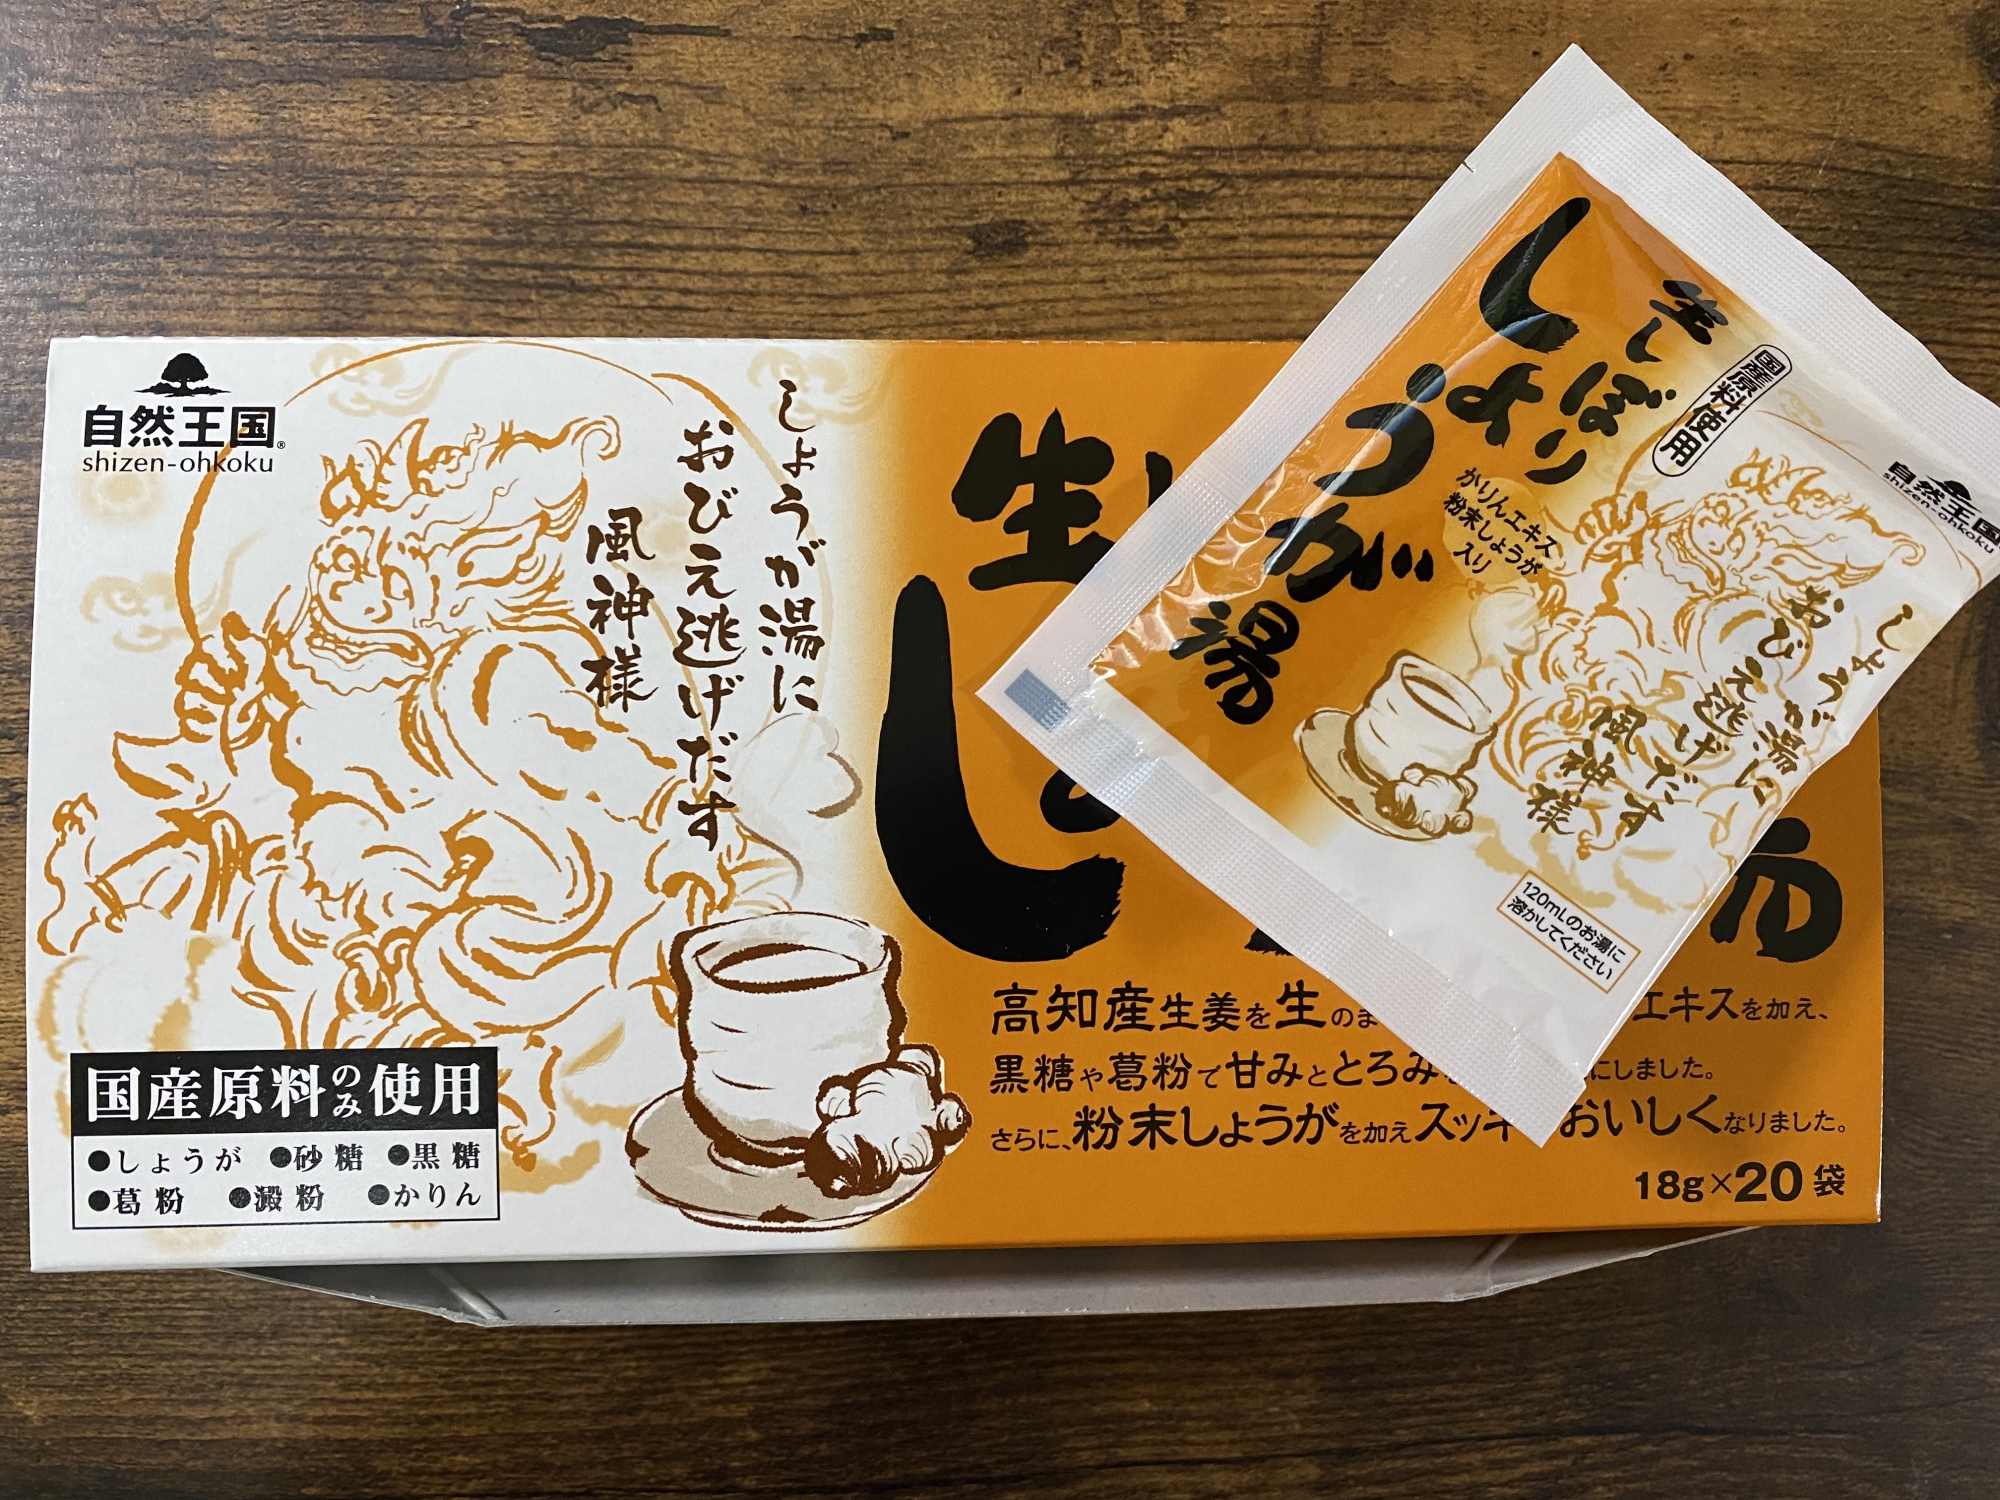 自然王国®
shizen-ohkoku
しょうが湯に
おびえ逃げだす
風神様
国産原料のみ使用
●しょうが ●砂糖 ●黒糖
●葛粉 ●澱粉 ●かりん
生
し
高知産生姜を生のま
エキスを加え、
黒糖や葛粉で甘みととろみ
にしました。
さらに、粉末しょうがを加えスッキ
おいしくなりました。
18g×20袋
生しぼり
しょうが湯
国産原料使用
かりんエキス
粉末しょうが
入り
自然王国
shizen-ohkoku
しょうが湯に
おびえ逃げだす
風神様
120mLのお湯に
溶かしてください